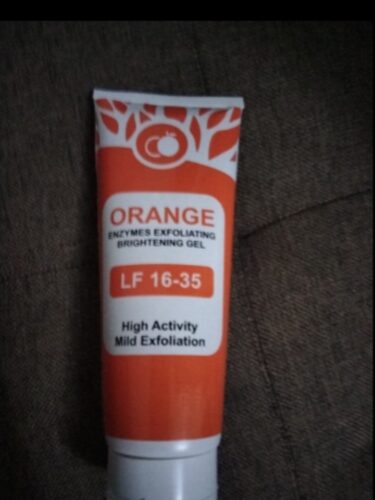 ORANGE
ENZYMES EXFOLIATING
BRIGHTENING GEL
LF 16-35
High Activity
Mild Exfoliation